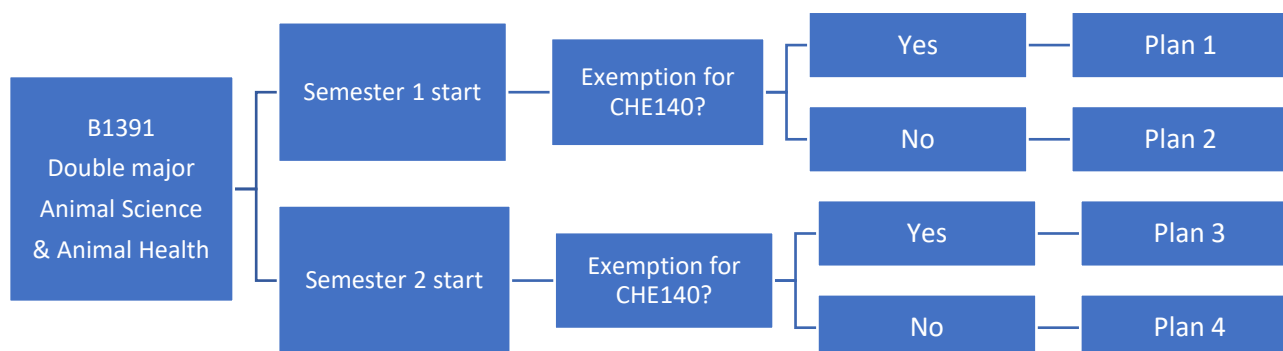 B1391
Double major
Animal Science
& Animal Health
Semester 1 start
Exemption for
CHE140?
Yes
Plan 1
No
Plan 2
Semester 2 start
Exemption for
CHE140?
Yes
Plan 3
No
Plan 4